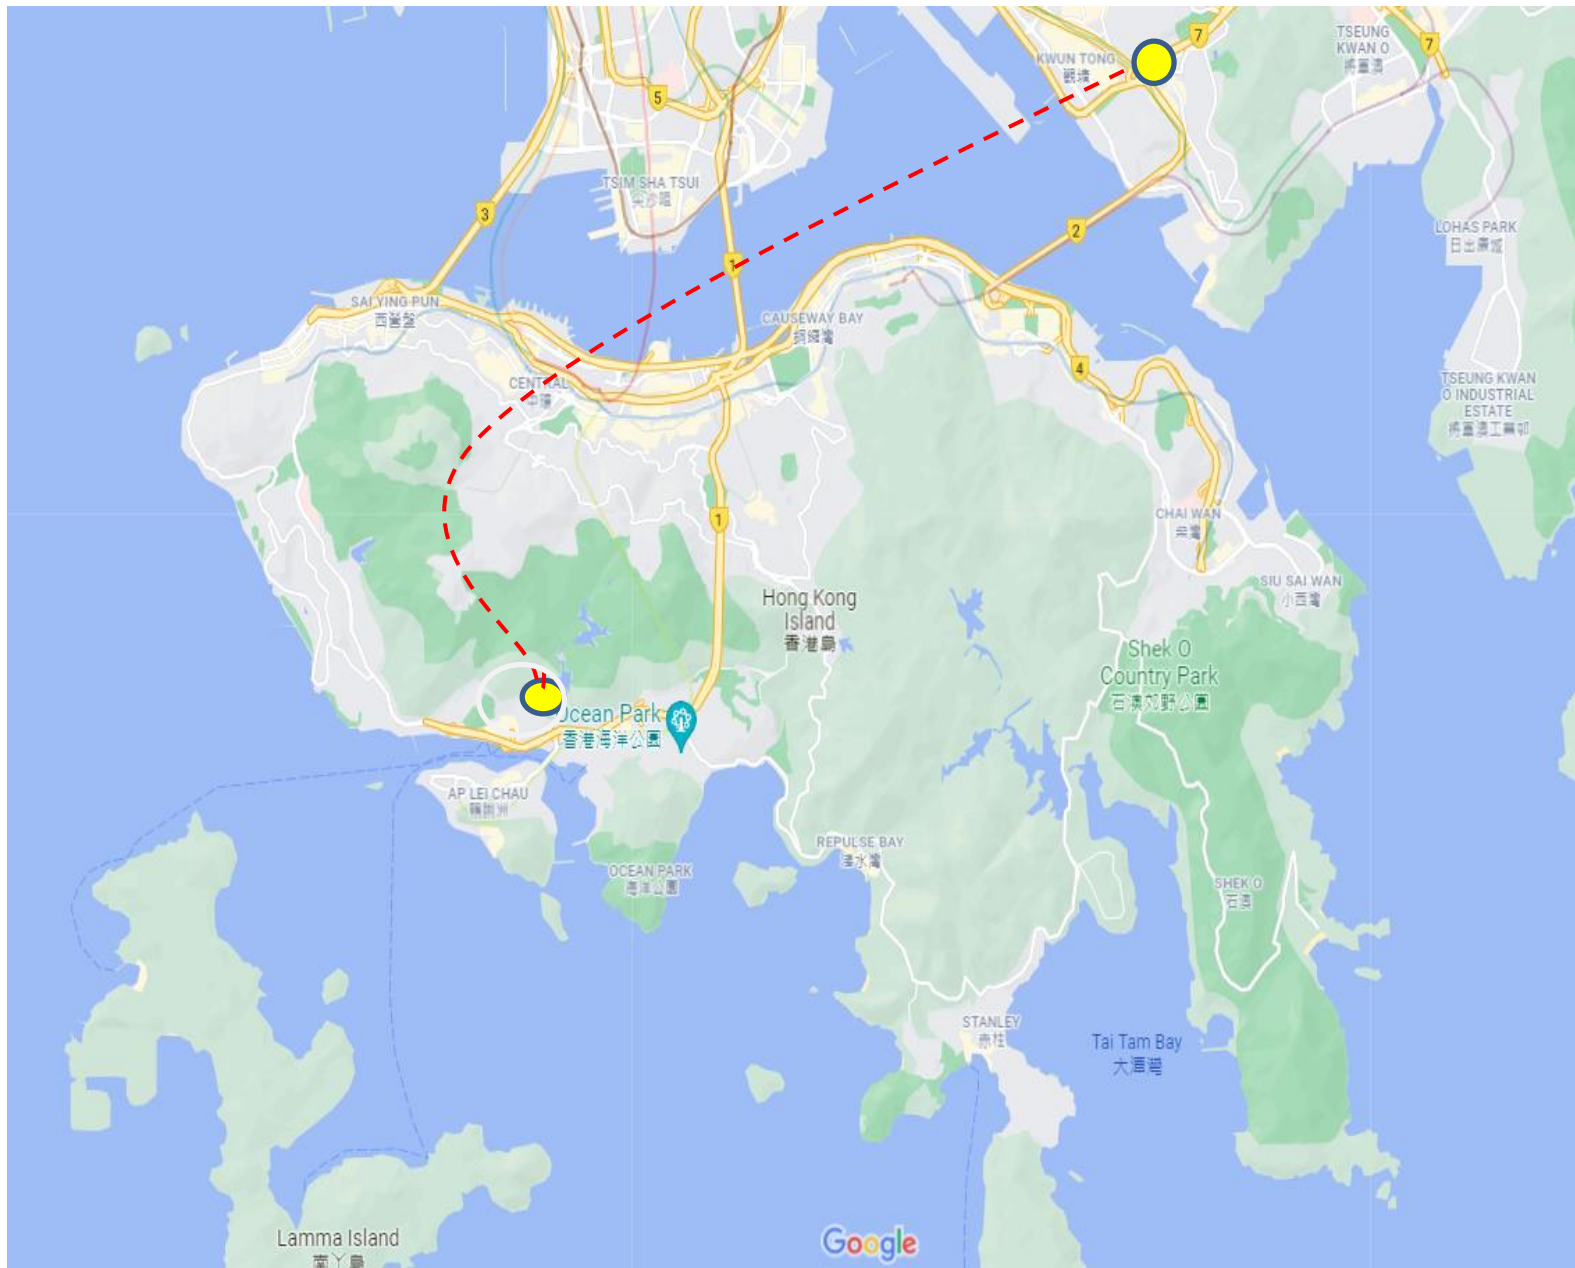 7
TSEUNG
KWAN O
將軍澳
7
KWUN TONG
觀塘
5
TSIM SHA TSUI
尖沙咀
3
2
LOHAS PARK
日出康城
1
SAI YING PUN
西營盤
CAUSEWAY BAY
銅鑼灣
4
CENTRAL
中環
TSEUNG KWAN
O INDUSTRIAL
ESTATE
將軍澳工業邨
1
CHAI WAN
柴灣
SIU SAI WAN
小西灣
Hong Kong
Island
香港島
Shek O
Country Park
石澳郊野公園
Ocean Park
香港海洋公園
AP LEI CHAU
鴨脷洲
REPULSE BAY
淺水灣
OCEAN PARK
海洋公園
SHEK O
石澳
STANLEY
赤柱
Tai Tam Bay
大潭灣
Lamma Island
南丫島
Google